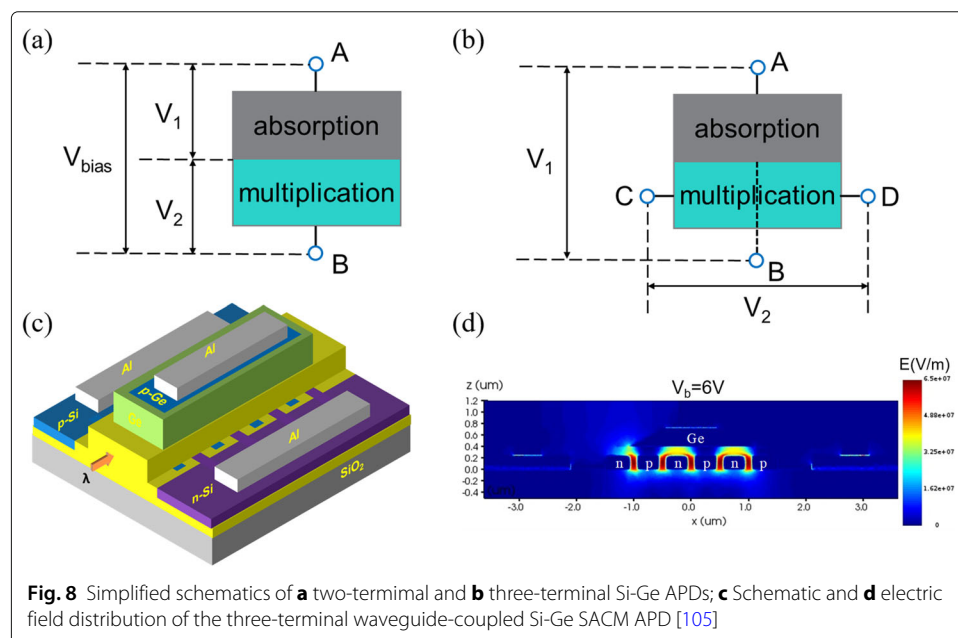 (a)
A
V1
absorption
Vbias
multiplication
V2
B
(b)
A
absorption
V1
C
multiplication
D
B
V2
(c)
Al
Al
p-Ge
Ge
p-Si
Al
λ
n-Si
SiO2
(d)
E(V/m)
z (um)
Vb=6V
6.5e+07
1.2
1.0
0.8
Ge
4.88e+07
0.6
0.4
0.2
n p n p n p
3.25e+07
0.0
-0.2
1.62e+07
-0.4
0
-3.0 -2.0 -1.0 0.0 1.0 2.0 3.0
x (um)
Fig. 8 Simplified schematics of a two-termimal and b three-terminal Si-Ge APDs; c Schematic and d electric
field distribution of the three-terminal waveguide-coupled Si-Ge SACM APD [105]